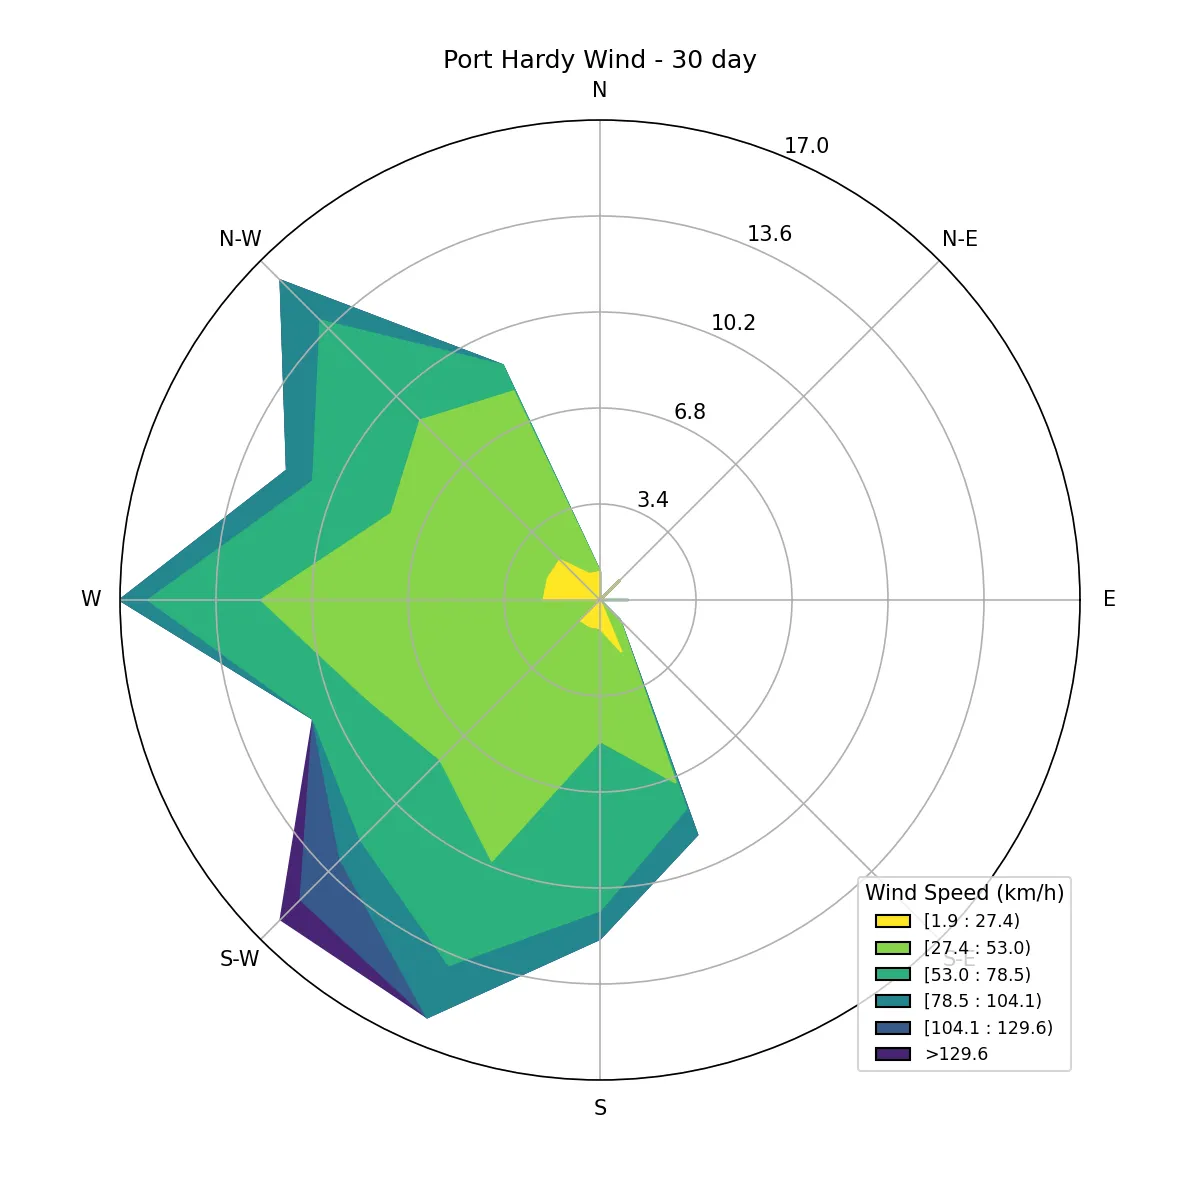 Port Hardy Wind - 30 day
N
17.0
13.6
N-W
N-E
10.2
6.8
3.4
W
E
Wind Speed (km/h)
[1.9 : 27.4)
[27.4 : 53.0)
S-W
S-E
[53.0 : 78.5)
[78.5 : 104.1)
[104.1 : 129.6)
>129.6
S